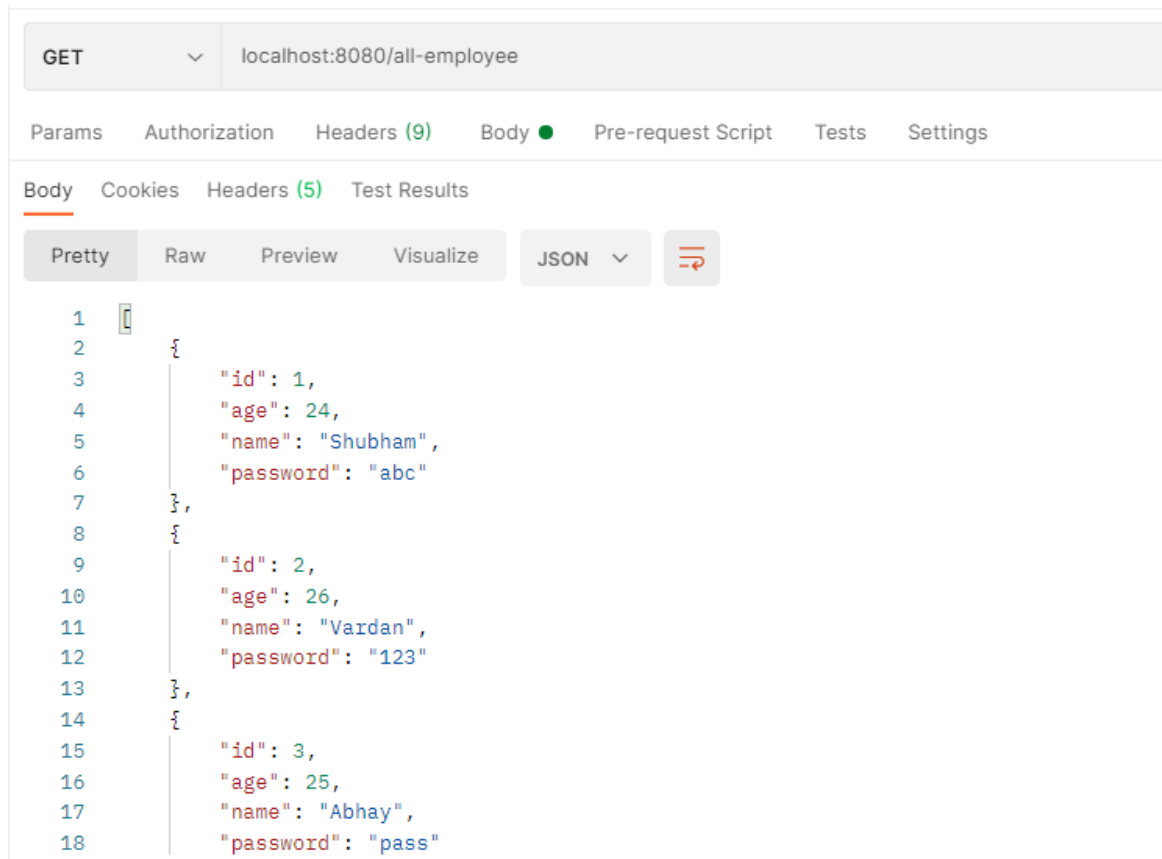 GET localhost:8080/all-employee
Params Authorization Headers (9) Body Pre-request Script Tests Settings
Body Cookies Headers (5) Test Results
Pretty Raw Preview Visualize JSON
1 [
2 {
3 "id": 1,
4 "age": 24,
5 "name": "Shubham",
6 "password": "abc"
7 },
8 {
9 "id": 2,
10 "age": 26,
11 "name": "Vardan",
12 "password": "123"
13 },
14 {
15 "id": 3,
16 "age": 25,
17 "name": "Abhay",
18 "password": "pass"